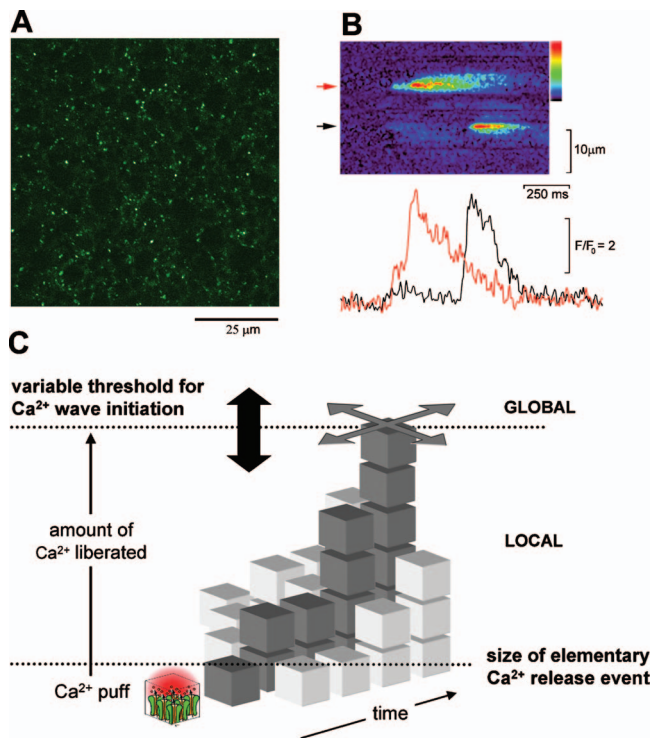 A
25 μm
B
10μm
250 ms
F/F₀ = 2
C
variable threshold for
Ca²⁺ wave initiation
GLOBAL
amount of
Ca²⁺ liberated
LOCAL
Ca²⁺ puff
size of elementary
Ca²⁺ release event
time